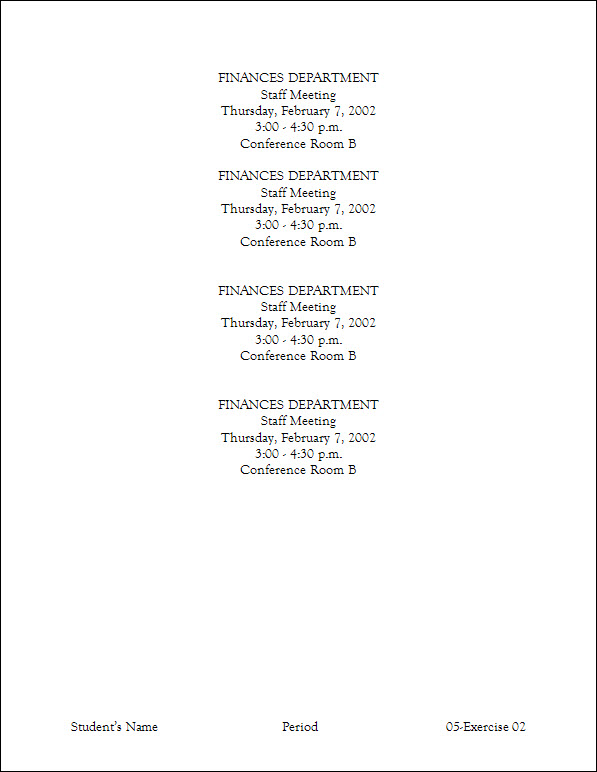 FINANCES DEPARTMENT
Staff Meeting
Thursday, February 7, 2002
3:00 - 4:30 p.m.
Conference Room B
FINANCES DEPARTMENT
Staff Meeting
Thursday, February 7, 2002
3:00 - 4:30 p.m.
Conference Room B
FINANCES DEPARTMENT
Staff Meeting
Thursday, February 7, 2002
3:00 - 4:30 p.m.
Conference Room B
FINANCES DEPARTMENT
Staff Meeting
Thursday, February 7, 2002
3:00 - 4:30 p.m.
Conference Room B
Student's Name Period 05-Exercise 02